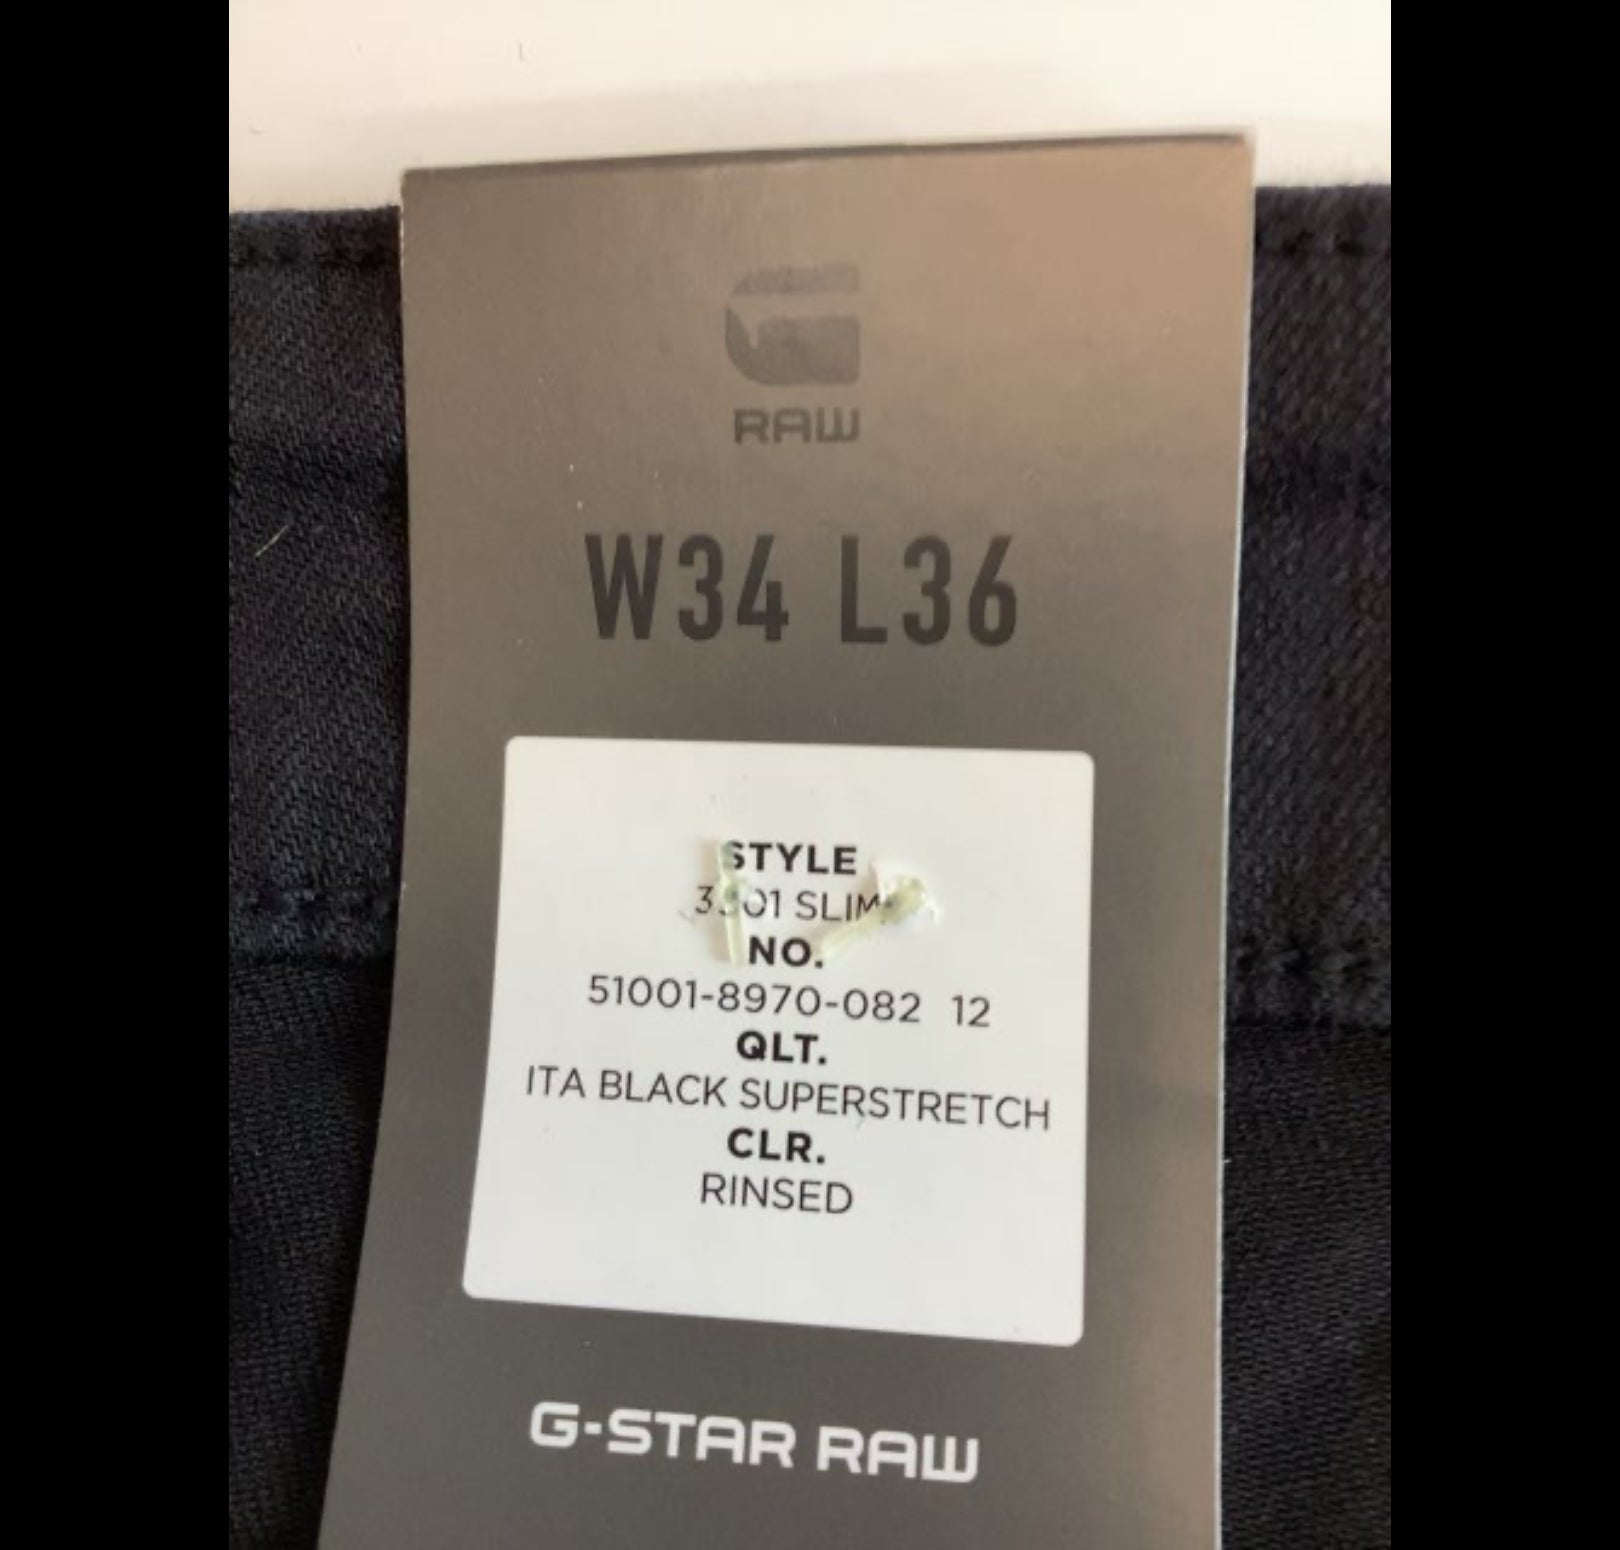 RAW
W34 L36
STYLE
3301 SLIM
NO.
51001-8970-082 12
QLT.
ITA BLACK SUPERSTRETCH
CLR.
RINSED
G-STAR RAW